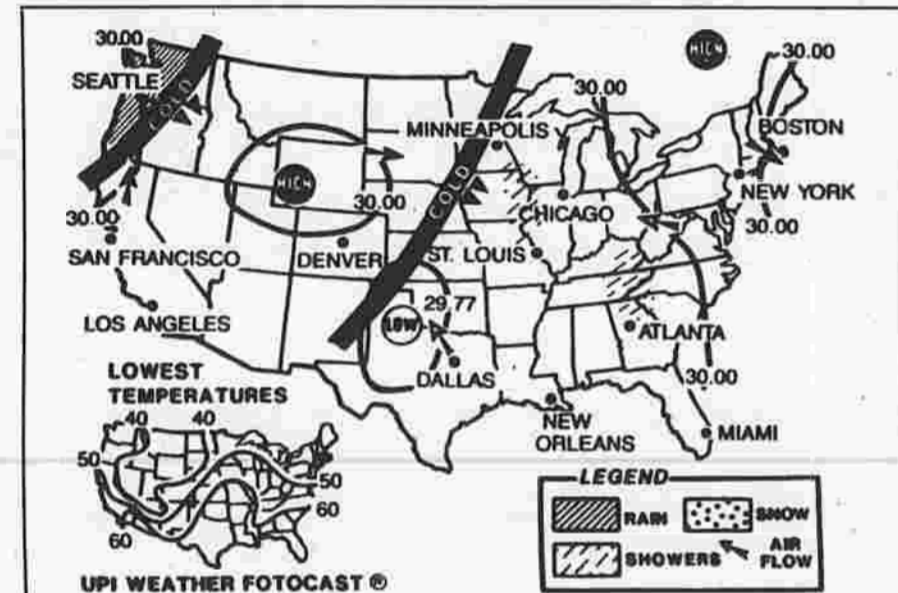 30.00
SEATTLE
COLD
HIGH
30.00
30.00
MINNEAPOLIS
BOSTON
HIGH
30.00
COLD
NEW YORK
30.00
CHICAGO
30.00
SAN FRANCISCO
DENVER
ST. LOUIS
29.77
LOW
LOS ANGELES
ATLANTA
DALLAS
30.00
NEW
ORLEANS
MIAMI
LOWEST
TEMPERATURES
40
40
50
50
60
60
UPI WEATHER FOTOCAST ®
LEGEND
RAIN
SNOW
SHOWERS
AIR
FLOW